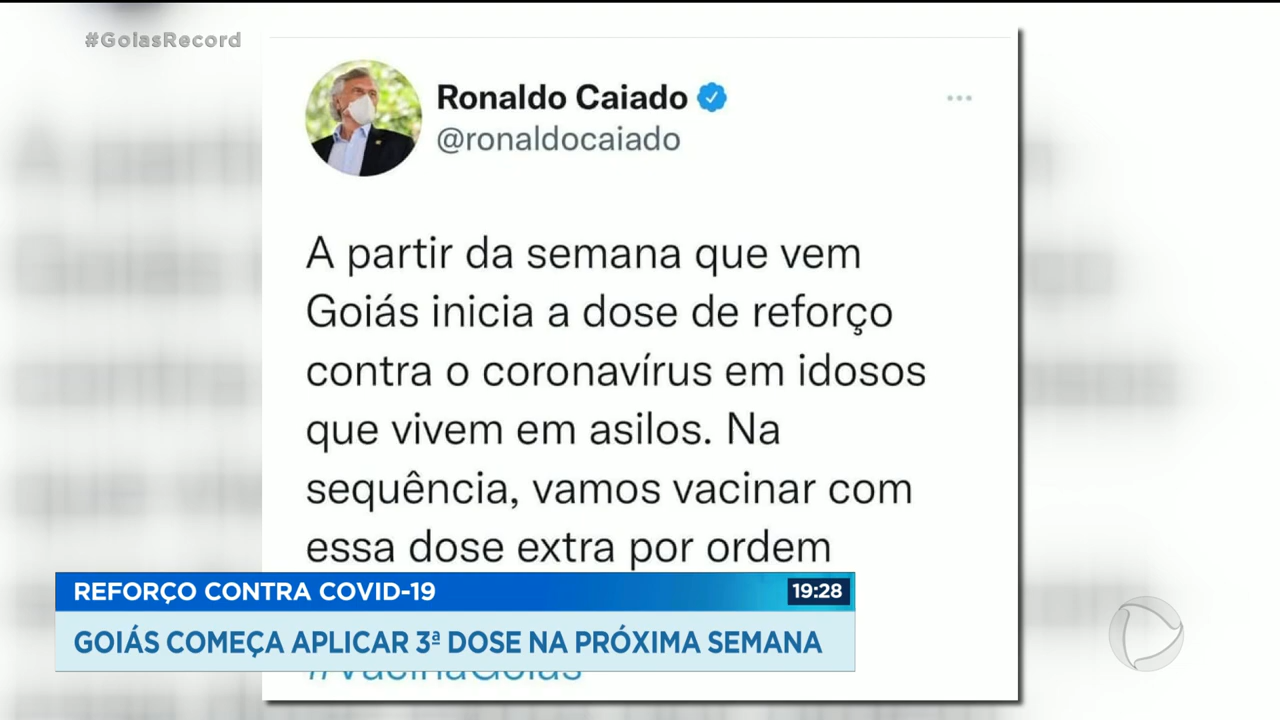 #GoiasRecord
Ronaldo Caiado
@ronaldocaiado
A partir da semana que vem
Goiás inicia a dose de reforço
contra o coronavírus em idosos
que vivem em asilos. Na
sequência, vamos vacinar com
essa dose extra por ordem
REFORÇO CONTRA COVID-19
19:28
GOIÁS COMEÇA APLICAR 3ª DOSE NA PRÓXIMA SEMANA
#VacinaGoiás